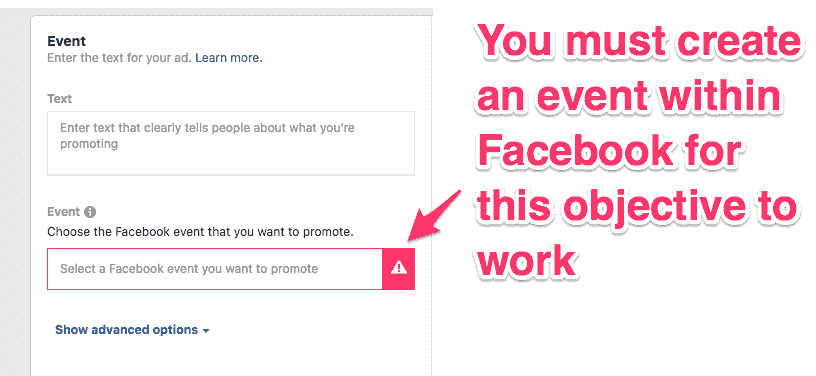 Event
Enter the text for your ad. Learn more.
Text
Enter text that clearly tells people about what you're
promoting
Event
Choose the Facebook event that you want to promote.
Select a Facebook event you want to promote
Show advanced options
You must create
an event within
Facebook for
this objective to
work